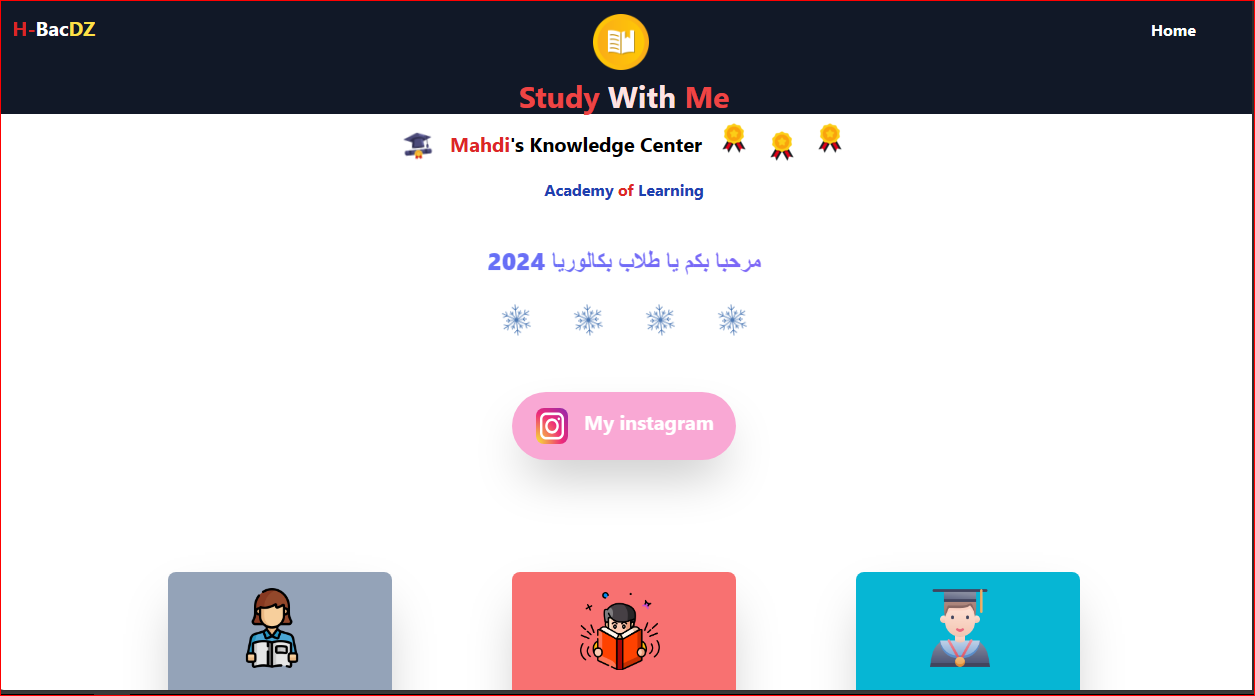 H-BacDZ
Home
Study With Me
Mahdi's Knowledge Center
Academy of Learning
مرحبا بكم يا طلاب بكالوريا 2024
My instagram